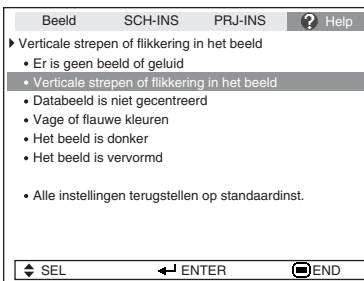 Beeld SCH-INS PRJ-INS ? Help
Verticale strepen of flikkering in het beeld
• Er is geen beeld of geluid
• Verticale strepen of flikkering in het beeld
• Databeeld is niet gecentreerd
• Vage of flauwe kleuren
• Het beeld is donker
• Het beeld is vervormd
• Alle instellingen terugstellen op standaardinst.
SEL ENTER END